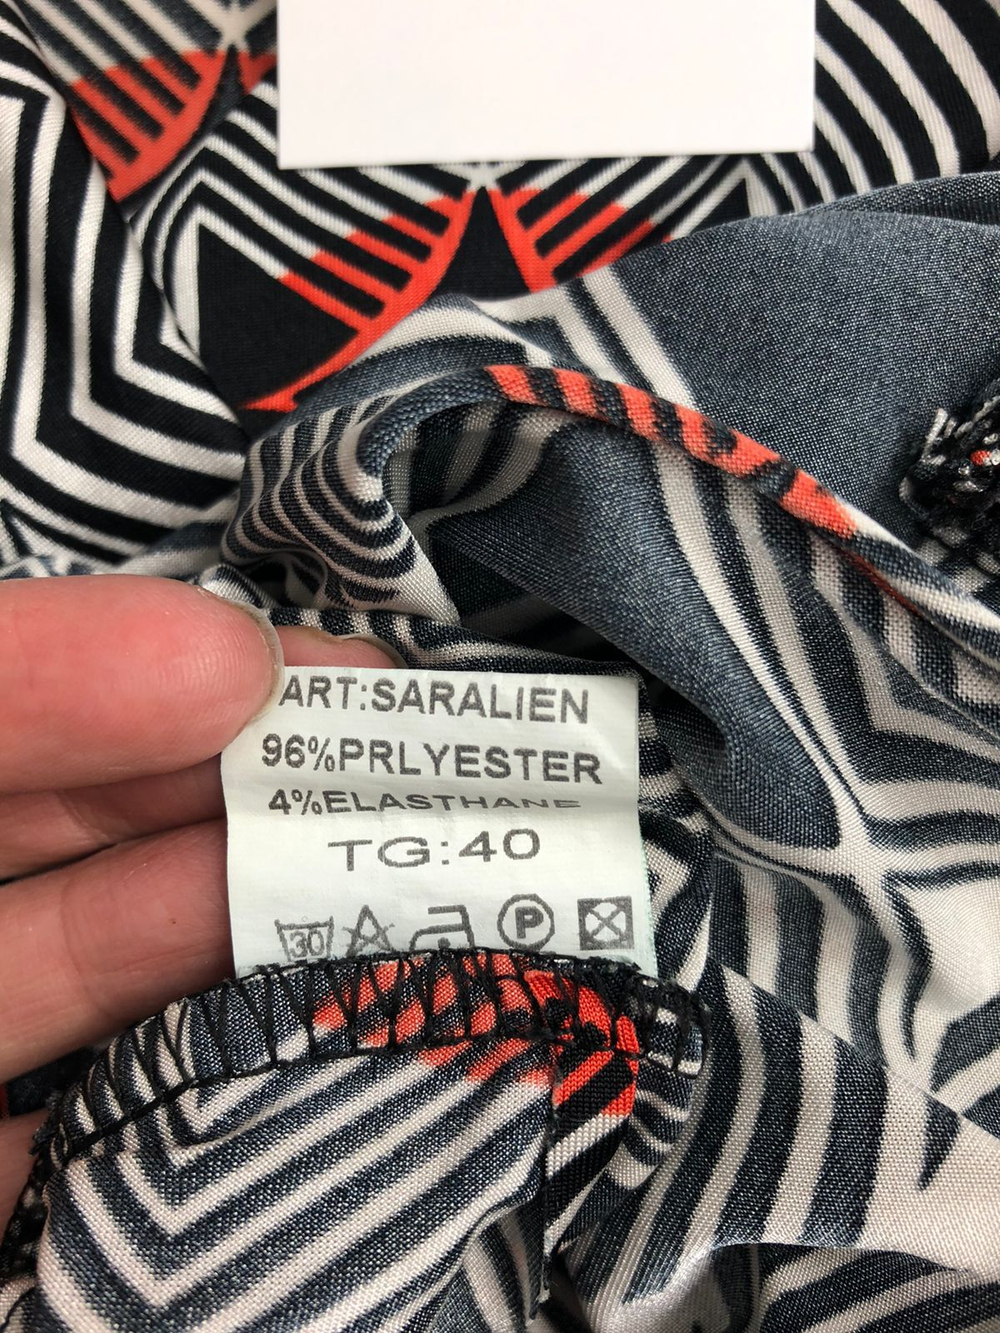 ART:SARALIEN
96%PRLYESTER
4%ELASTHANE
TG:40
30 P